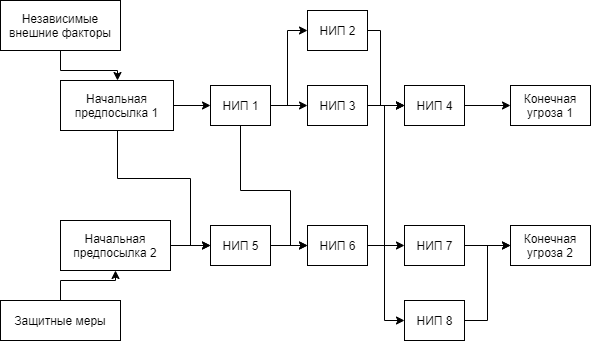 Независимые
внешние факторы
НИП 2
Начальная
предпосылка 1
НИП 1
НИП 3
НИП 4
Конечная
угроза 1
Начальная
предпосылка 2
НИП 5
НИП 6
НИП 7
Конечная
угроза 2
Защитные меры
НИП 8